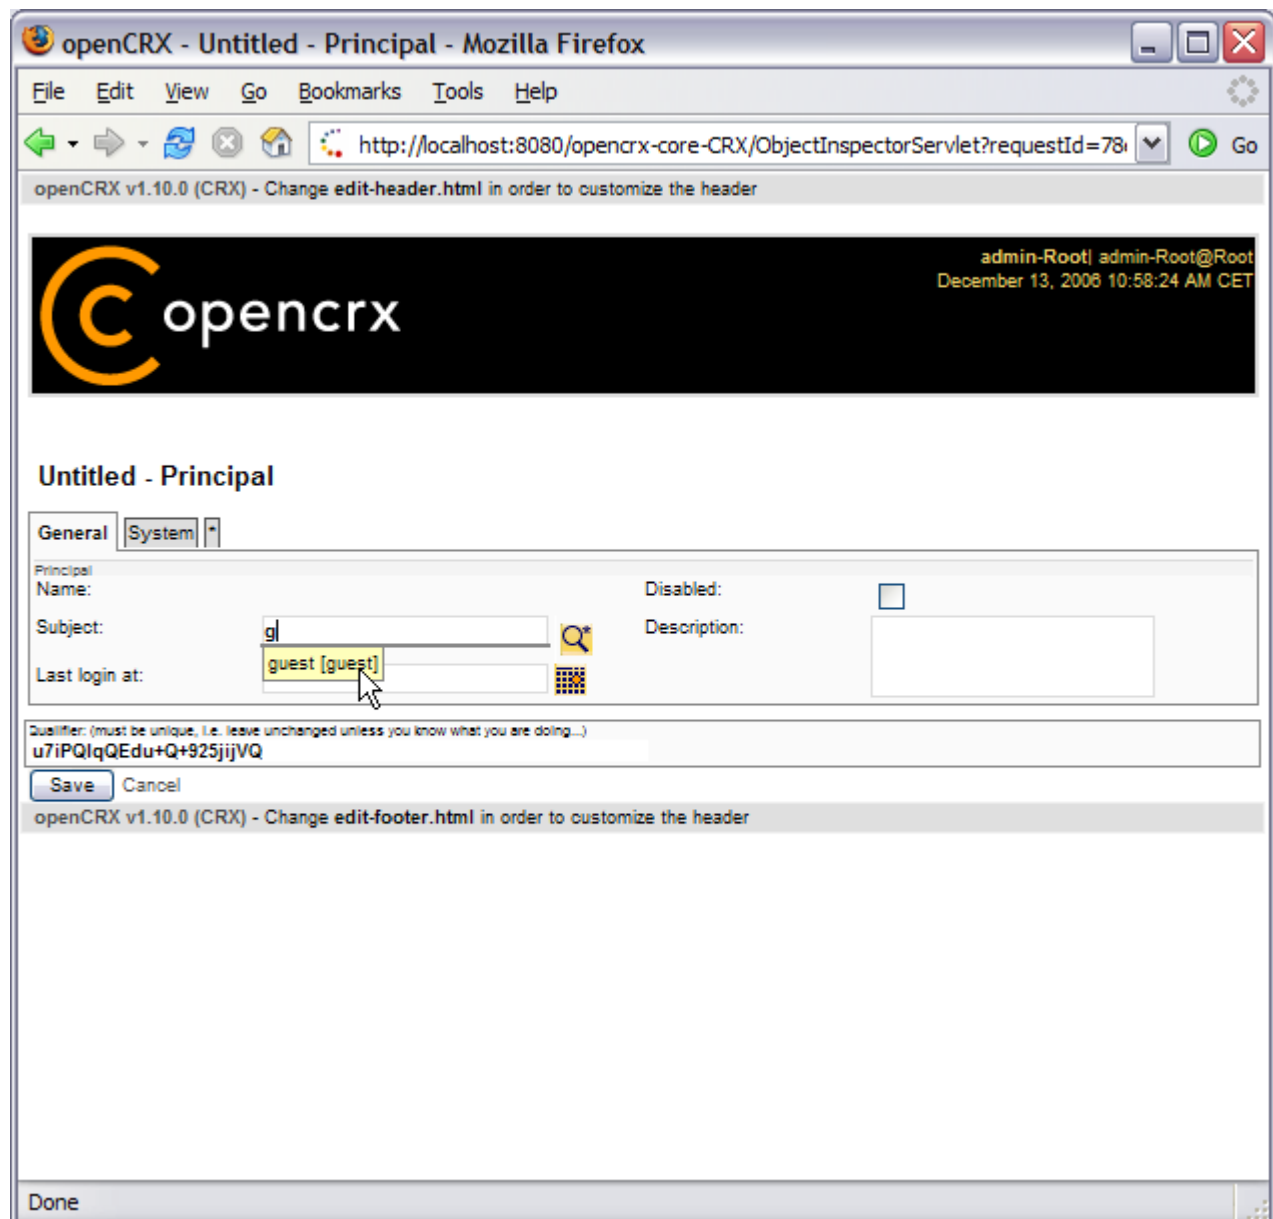 openCRX - Untitled - Principal - Mozilla Firefox
File Edit View Go Bookmarks Tools Help
http://localhost:8080/opencrx-core-CRX/ObjectInspectorServlet?requestId=78 Go
openCRX v1.10.0 (CRX) - Change edit-header.html in order to customize the header
admin-Root| admin-Root@Root
December 13, 2006 10:58:24 AM CET
opencrx
Untitled - Principal
General System *
Principal
Name: Disabled:
Subject: g Description:
guest [guest]
Last login at:
Qualifier: (must be unique, i.e. leave unchanged unless you know what you are doing...)
u7iPQIqQEdu+Q+925jijVQ
Save Cancel
openCRX v1.10.0 (CRX) - Change edit-footer.html in order to customize the header
Done